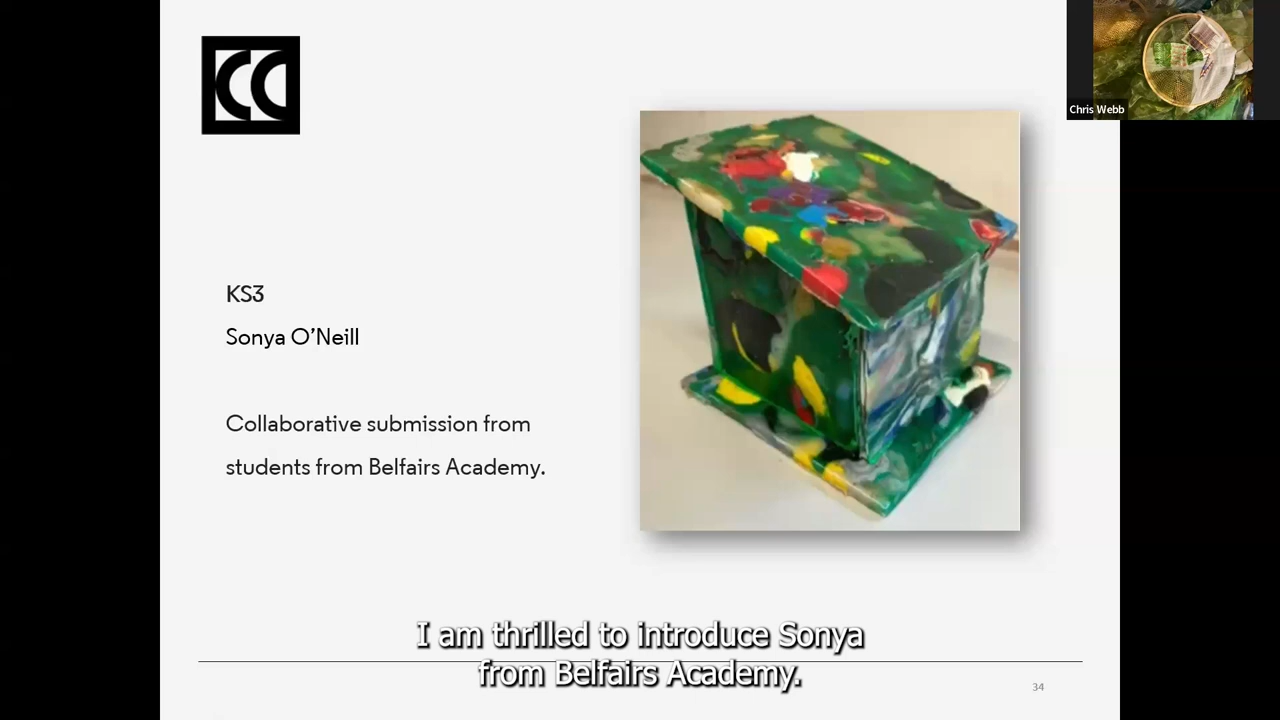 CC
Chris Webb
KS3
Sonya O’Neill
Collaborative submission from
students from Belfairs Academy.
I am thrilled to introduce Sonya
from Belfairs Academy.
34